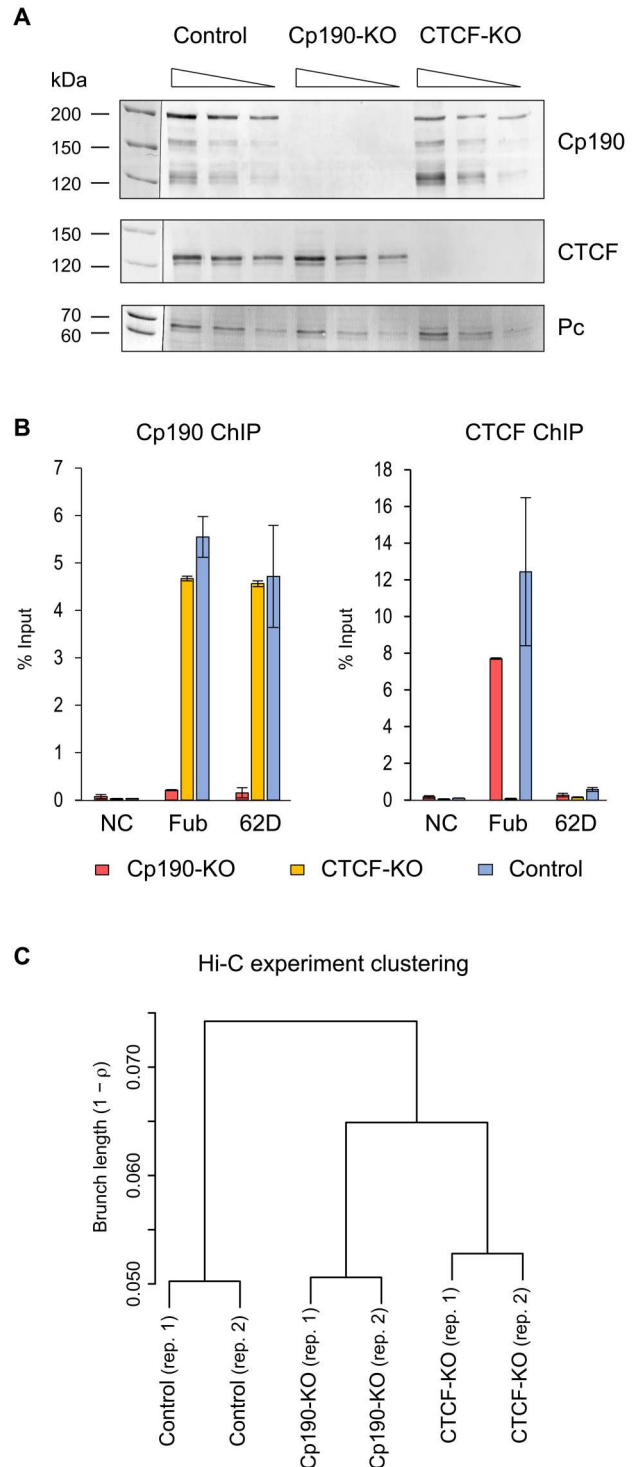 A
Control Cp190-KO CTCF-KO
kDa
200
150
120
Cp190
150
120
CTCF
70
60
Pc
B
Cp190 ChIP
CTCF ChIP
7
6
5
4
3
2
1
0
% Input
NC Fub 62D
18
16
14
12
10
8
6
4
2
0
% Input
NC Fub 62D
Cp190-KO CTCF-KO Control
C
Hi-C experiment clustering
Brunch length (1 − ρ)
0.070
0.060
0.050
Control (rep. 1)
Control (rep. 2)
Cp190-KO (rep. 1)
Cp190-KO (rep. 2)
CTCF-KO (rep. 1)
CTCF-KO (rep. 2)